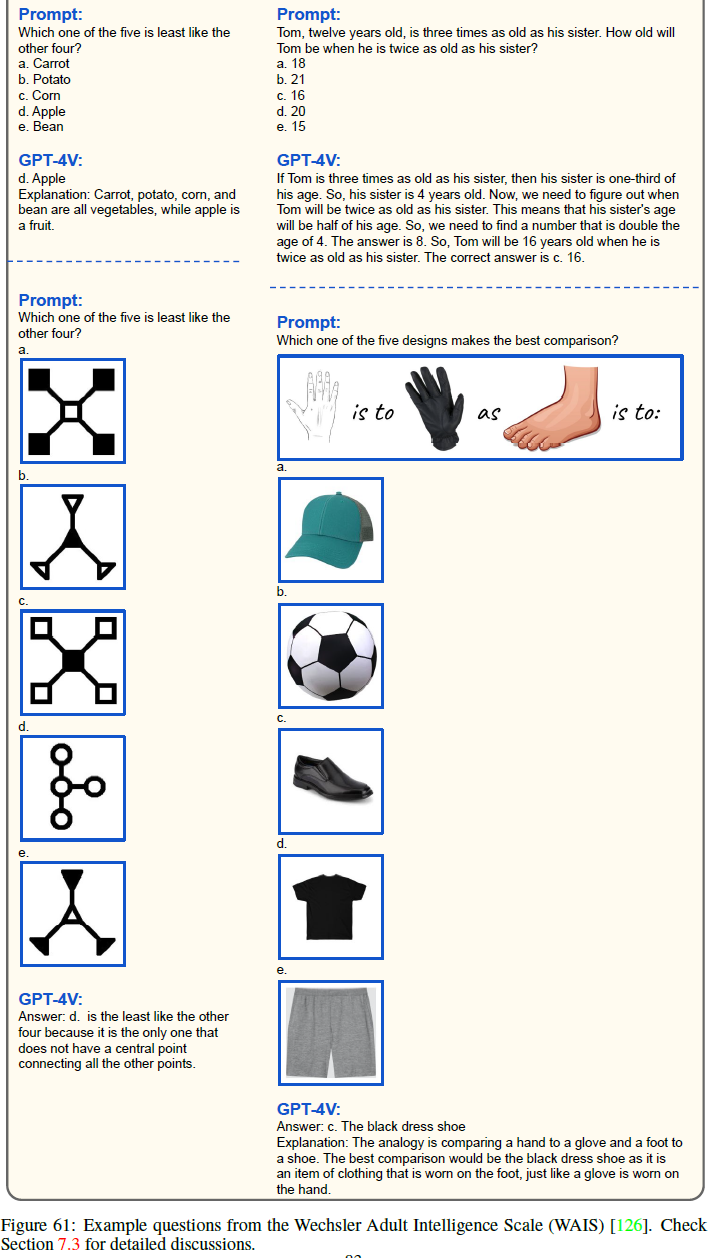 Prompt:
Which one of the five is least like the
other four?
a. Carrot
b. Potato
c. Corn
d. Apple
e. Bean
GPT-4V:
d. Apple
Explanation: Carrot, potato, corn, and
bean are all vegetables, while apple is
a fruit.
Prompt:
Which one of the five is least like the
other four?
a.
b.
c.
d.
e.
GPT-4V:
Answer: d.  is the least like the other
four because it is the only one that
does not have a central point
connecting all the other points.
Prompt:
Tom, twelve years old, is three times as old as his sister. How old will
Tom be when he is twice as old as his sister?
a. 18
b. 21
c. 16
d. 20
e. 15
GPT-4V:
If Tom is three times as old as his sister, then his sister is one-third of
his age. So, his sister is 4 years old. Now, we need to figure out when
Tom will be twice as old as his sister. This means that his sister's age
will be half of his age. So, we need to find a number that is double the
age of 4. The answer is 8. So, Tom will be 16 years old when he is
twice as old as his sister. The correct answer is c. 16.
Prompt:
Which one of the five designs makes the best comparison?
is to as is to:
a.
b.
c.
d.
e.
GPT-4V:
Answer: c. The black dress shoe
Explanation: The analogy is comparing a hand to a glove and a foot to
a shoe. The best comparison would be the black dress shoe as it is
an item of clothing that is worn on the foot, just like a glove is worn on
the hand.
Figure 61: Example questions from the Wechsler Adult Intelligence Scale (WAIS) [126]. Check
Section 7.3 for detailed discussions.